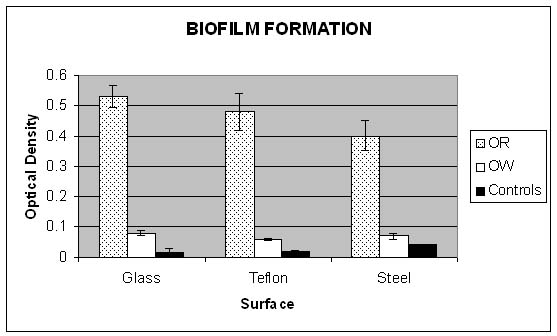 BIOFILM FORMATION
0.6
0.5
0.4
0.3
0.2
0.1
0
Optical Density
Glass Teflon Steel
Surface
OR
OW
Controls